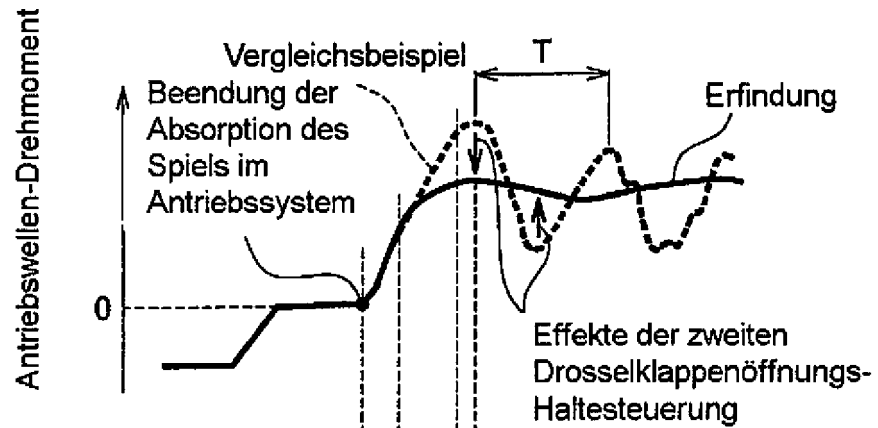 Antriebswellen-Drehmoment
Vergleichsbeispiel
T
Beendung der
Absorption des
Spiels im
Antriebssystem
Erfindung
0
Effekte der zweiten
Drosselklappenöffnungs-
Haltesteuerung